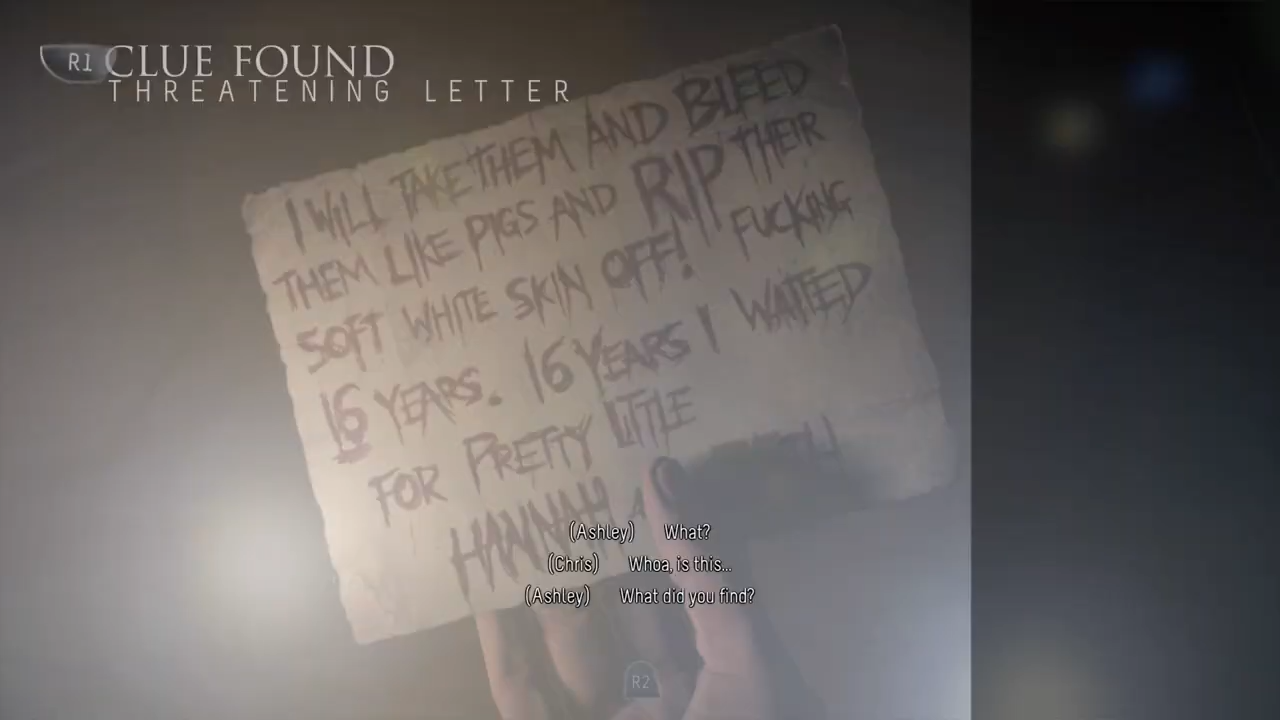 R1 CLUE FOUND
THREATENING LETTER
I WILL TAKE THEM AND BLEED
THEM LIKE PIGS AND RIP THEIR
SOFT WHITE SKIN OFF! FUCKING
16 YEARS. 16 YEARS I WAITED
FOR PRETTY LITTLE
HANNAH
(Ashley) What?
(Chris) Whoa, is this...
(Ashley) What did you find?
R2